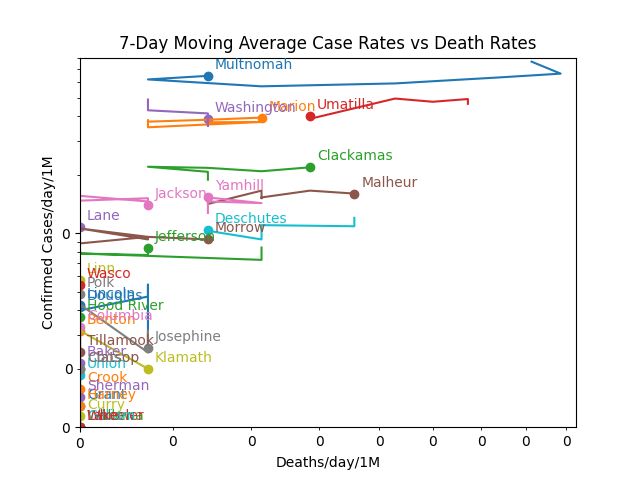 7-Day Moving Average Case Rates vs Death Rates
Multnomah
Washington
Marion
Umatilla
Clackamas
Malheur
Yamhill
Jackson
Lane
Deschutes
Morrow
Jefferson
Linn
Wasco
Polk
Lincoln
Douglas
Hood River
Columbia
Benton
Josephine
Tillamook
Baker
Clatsop
Klamath
Union
Crook
Sherman
Grant
Curry
Confirmed Cases/day/1M
0
0
0
0 0 0 0 0 0 0 0 0
Deaths/day/1M